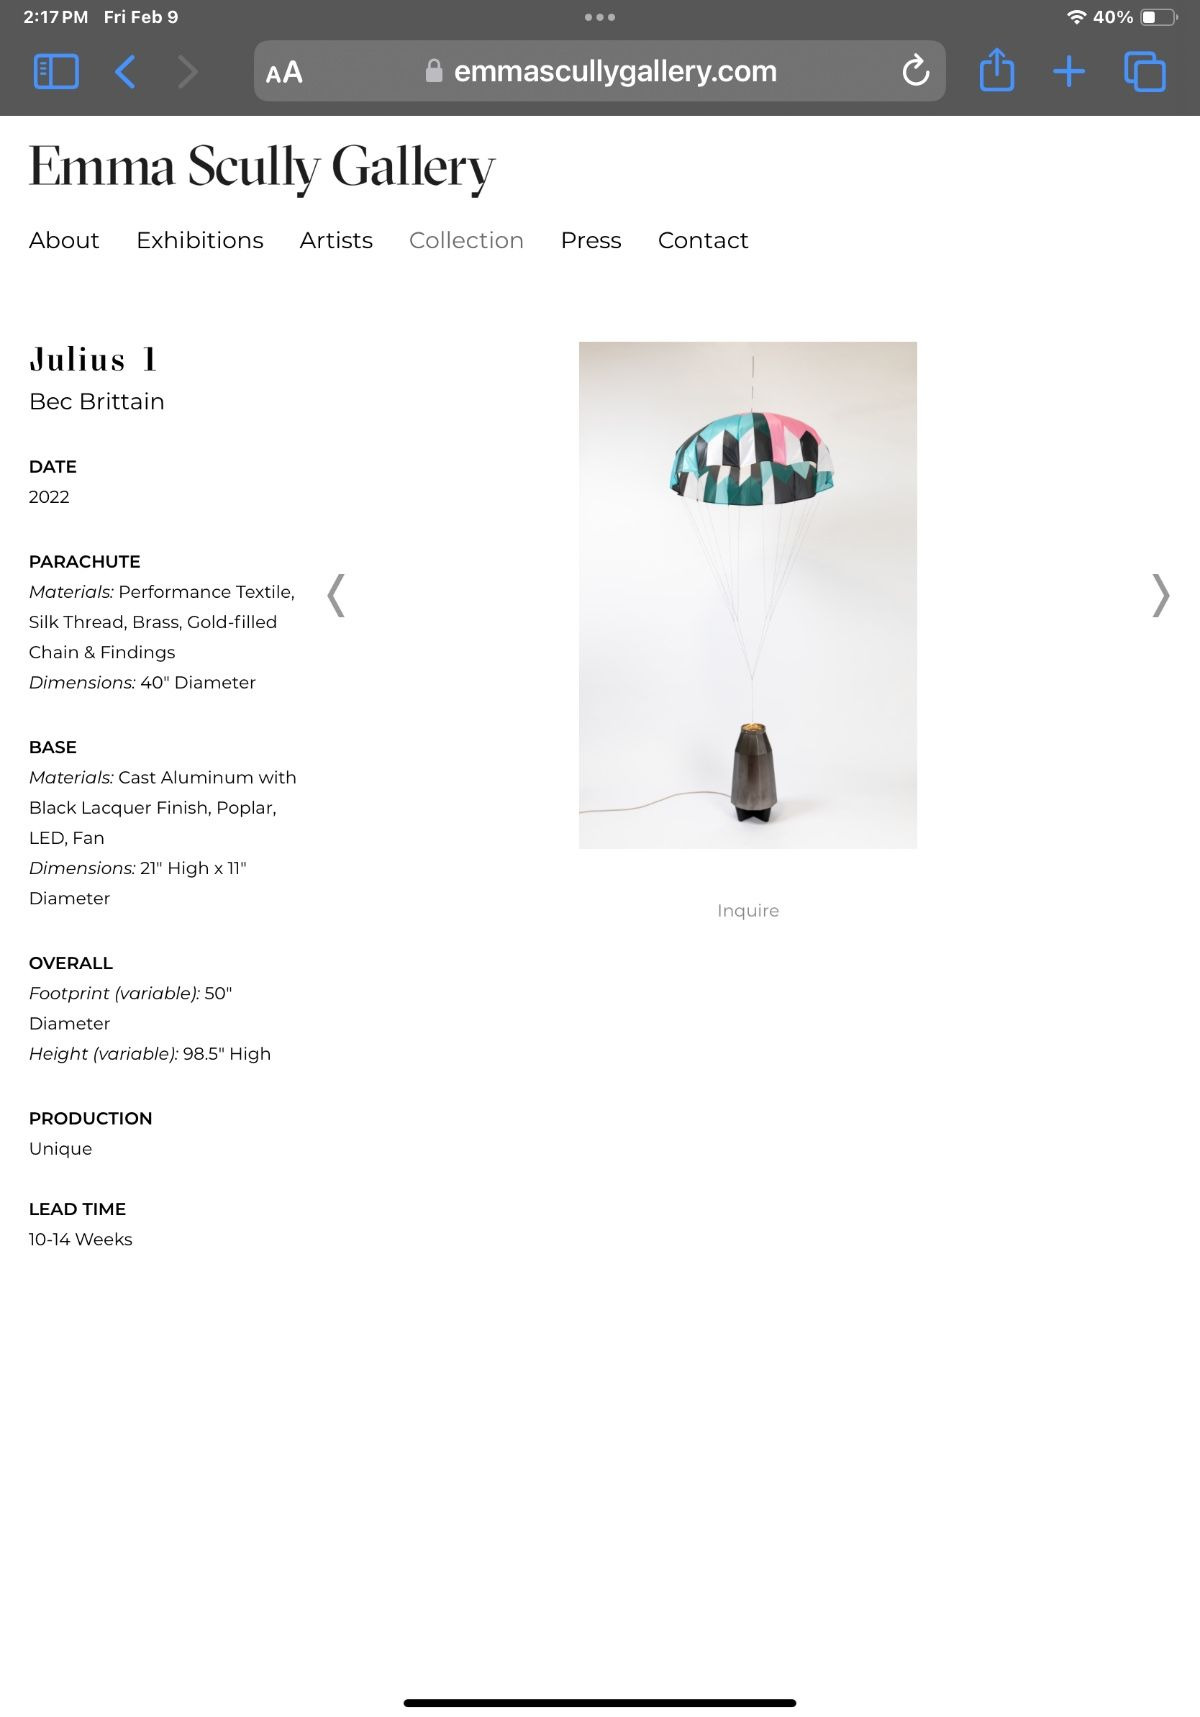 2:17 PM Fri Feb 9
40%
AA
emmascullygallery.com
Emma Scully Gallery
About Exhibitions Artists Collection Press Contact
Julius 1
Bec Brittain
DATE
2022
PARACHUTE
Materials: Performance Textile,
Silk Thread, Brass, Gold-filled
Chain & Findings
Dimensions: 40" Diameter
BASE
Materials: Cast Aluminum with
Black Lacquer Finish, Poplar,
LED, Fan
Dimensions: 21" High x 11"
Diameter
OVERALL
Footprint (variable): 50"
Diameter
Height (variable): 98.5" High
PRODUCTION
Unique
LEAD TIME
10-14 Weeks
Inquire